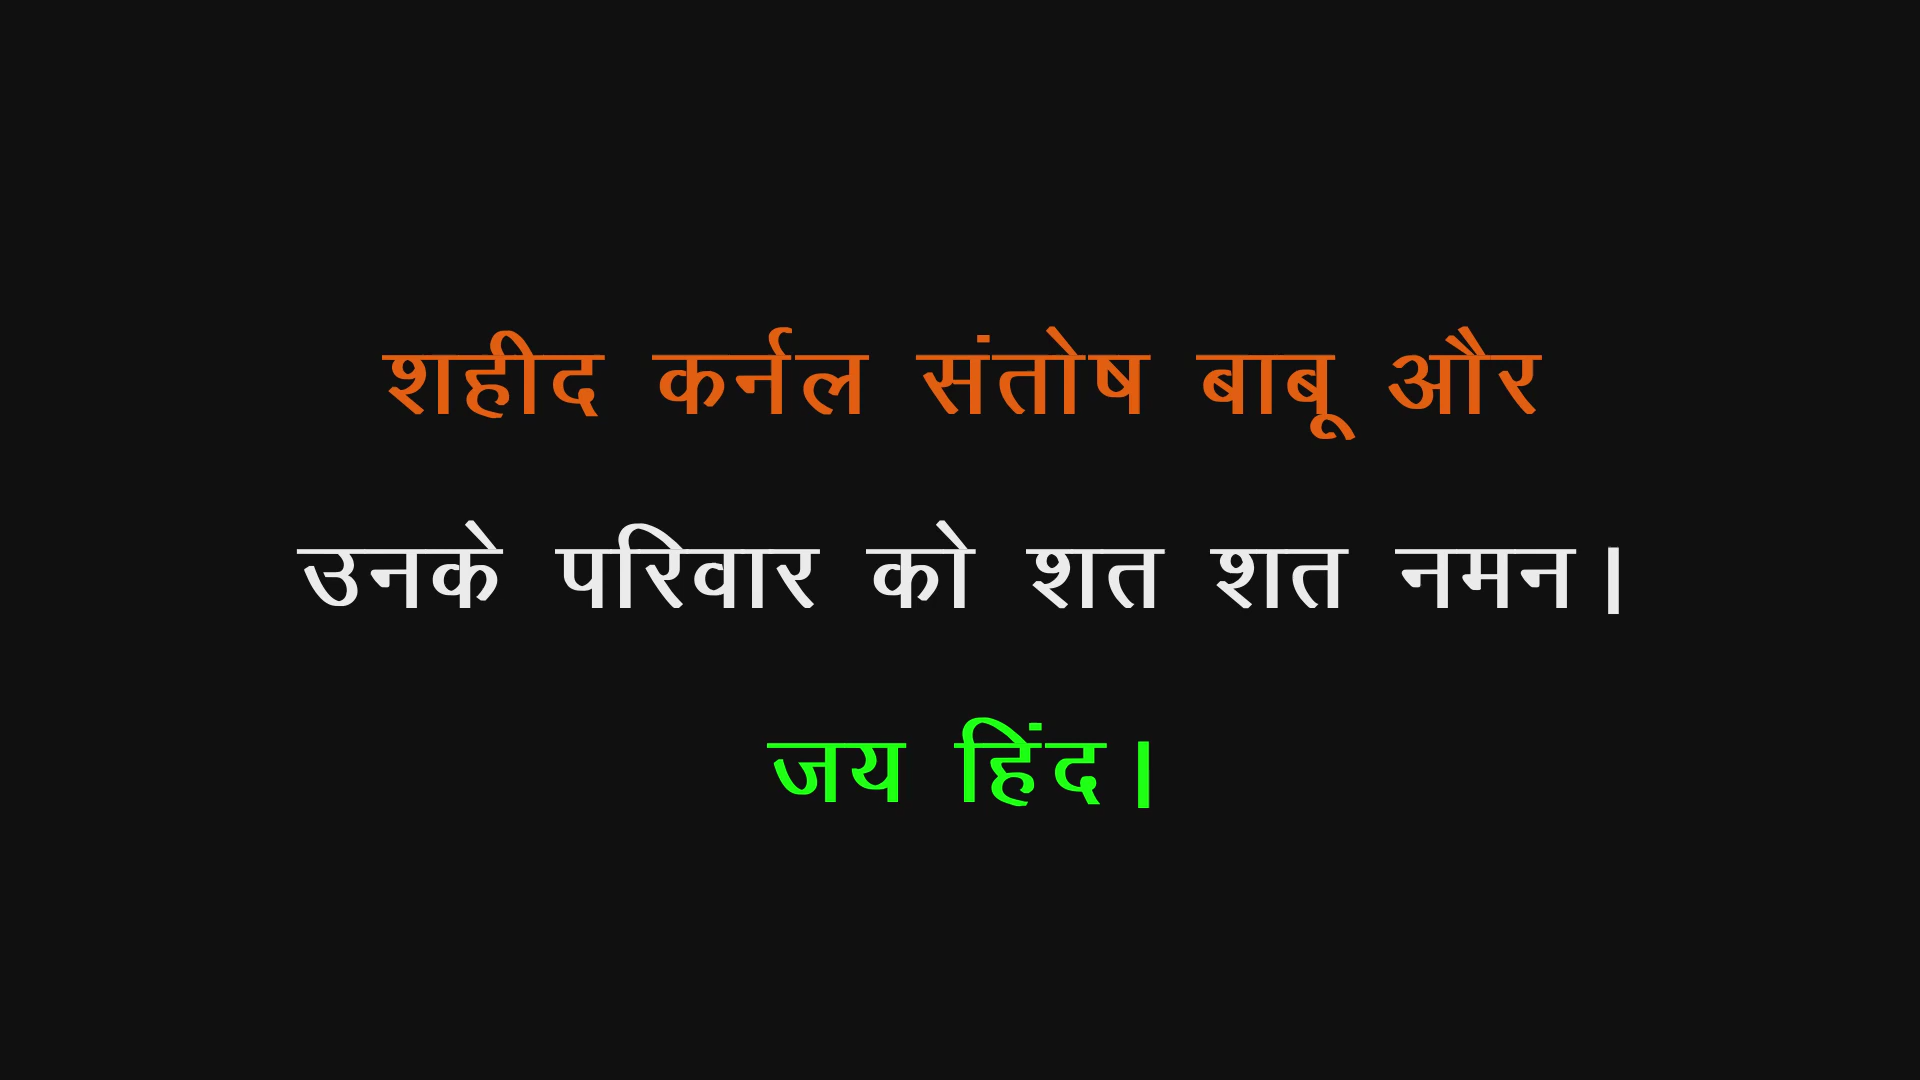 शहीद कर्नल संतोष बाबू और
उनके परिवार को शत शत नमन।
जय हिंद।